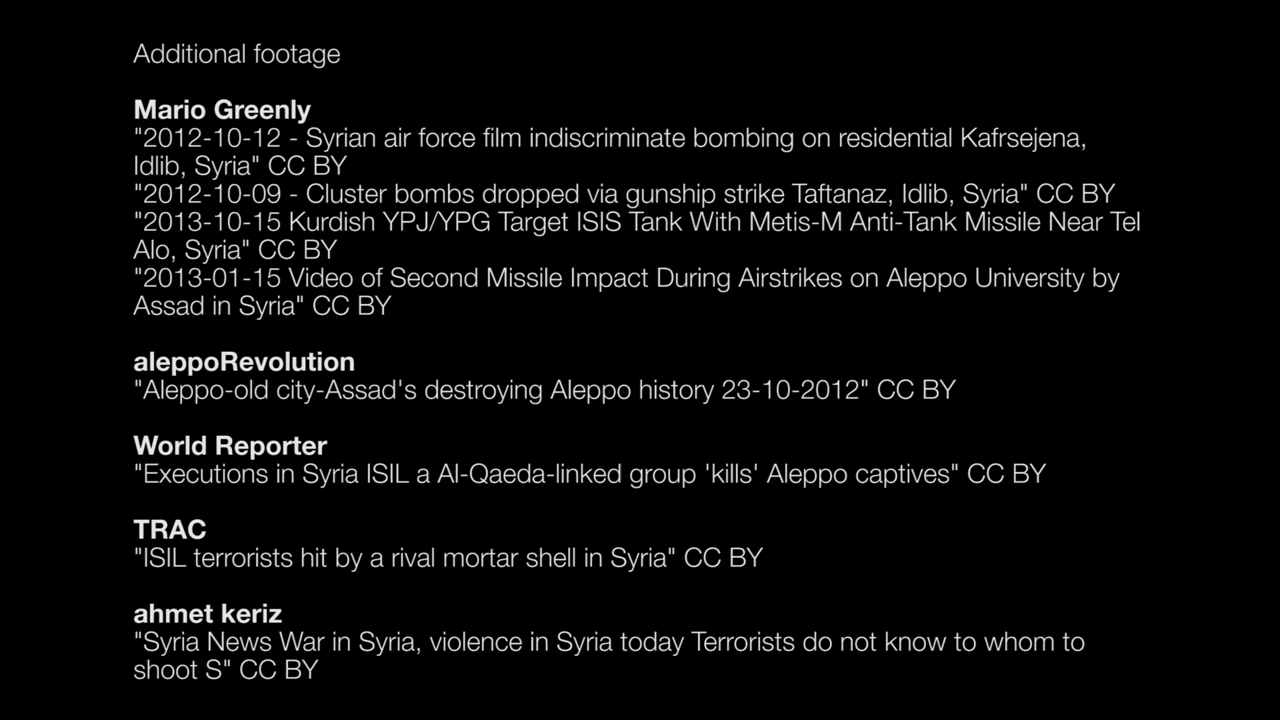 Additional footage
Mario Greenly
"2012-10-12 - Syrian air force film indiscriminate bombing on residential Kafrsejena,
Idlib, Syria" CC BY
"2012-10-09 - Cluster bombs dropped via gunship strike Taftanaz, Idlib, Syria" CC BY
"2013-10-15 Kurdish YPJ/YPG Target ISIS Tank With Metis-M Anti-Tank Missile Near Tel
Alo, Syria" CC BY
"2013-01-15 Video of Second Missile Impact During Airstrikes on Aleppo University by
Assad in Syria" CC BY
aleppoRevolution
"Aleppo-old city-Assad's destroying Aleppo history 23-10-2012" CC BY
World Reporter
"Executions in Syria ISIL a Al-Qaeda-linked group 'kills' Aleppo captives" CC BY
TRAC
"ISIL terrorists hit by a rival mortar shell in Syria" CC BY
ahmet keriz
"Syria News War in Syria, violence in Syria today Terrorists do not know to whom to
shoot S" CC BY